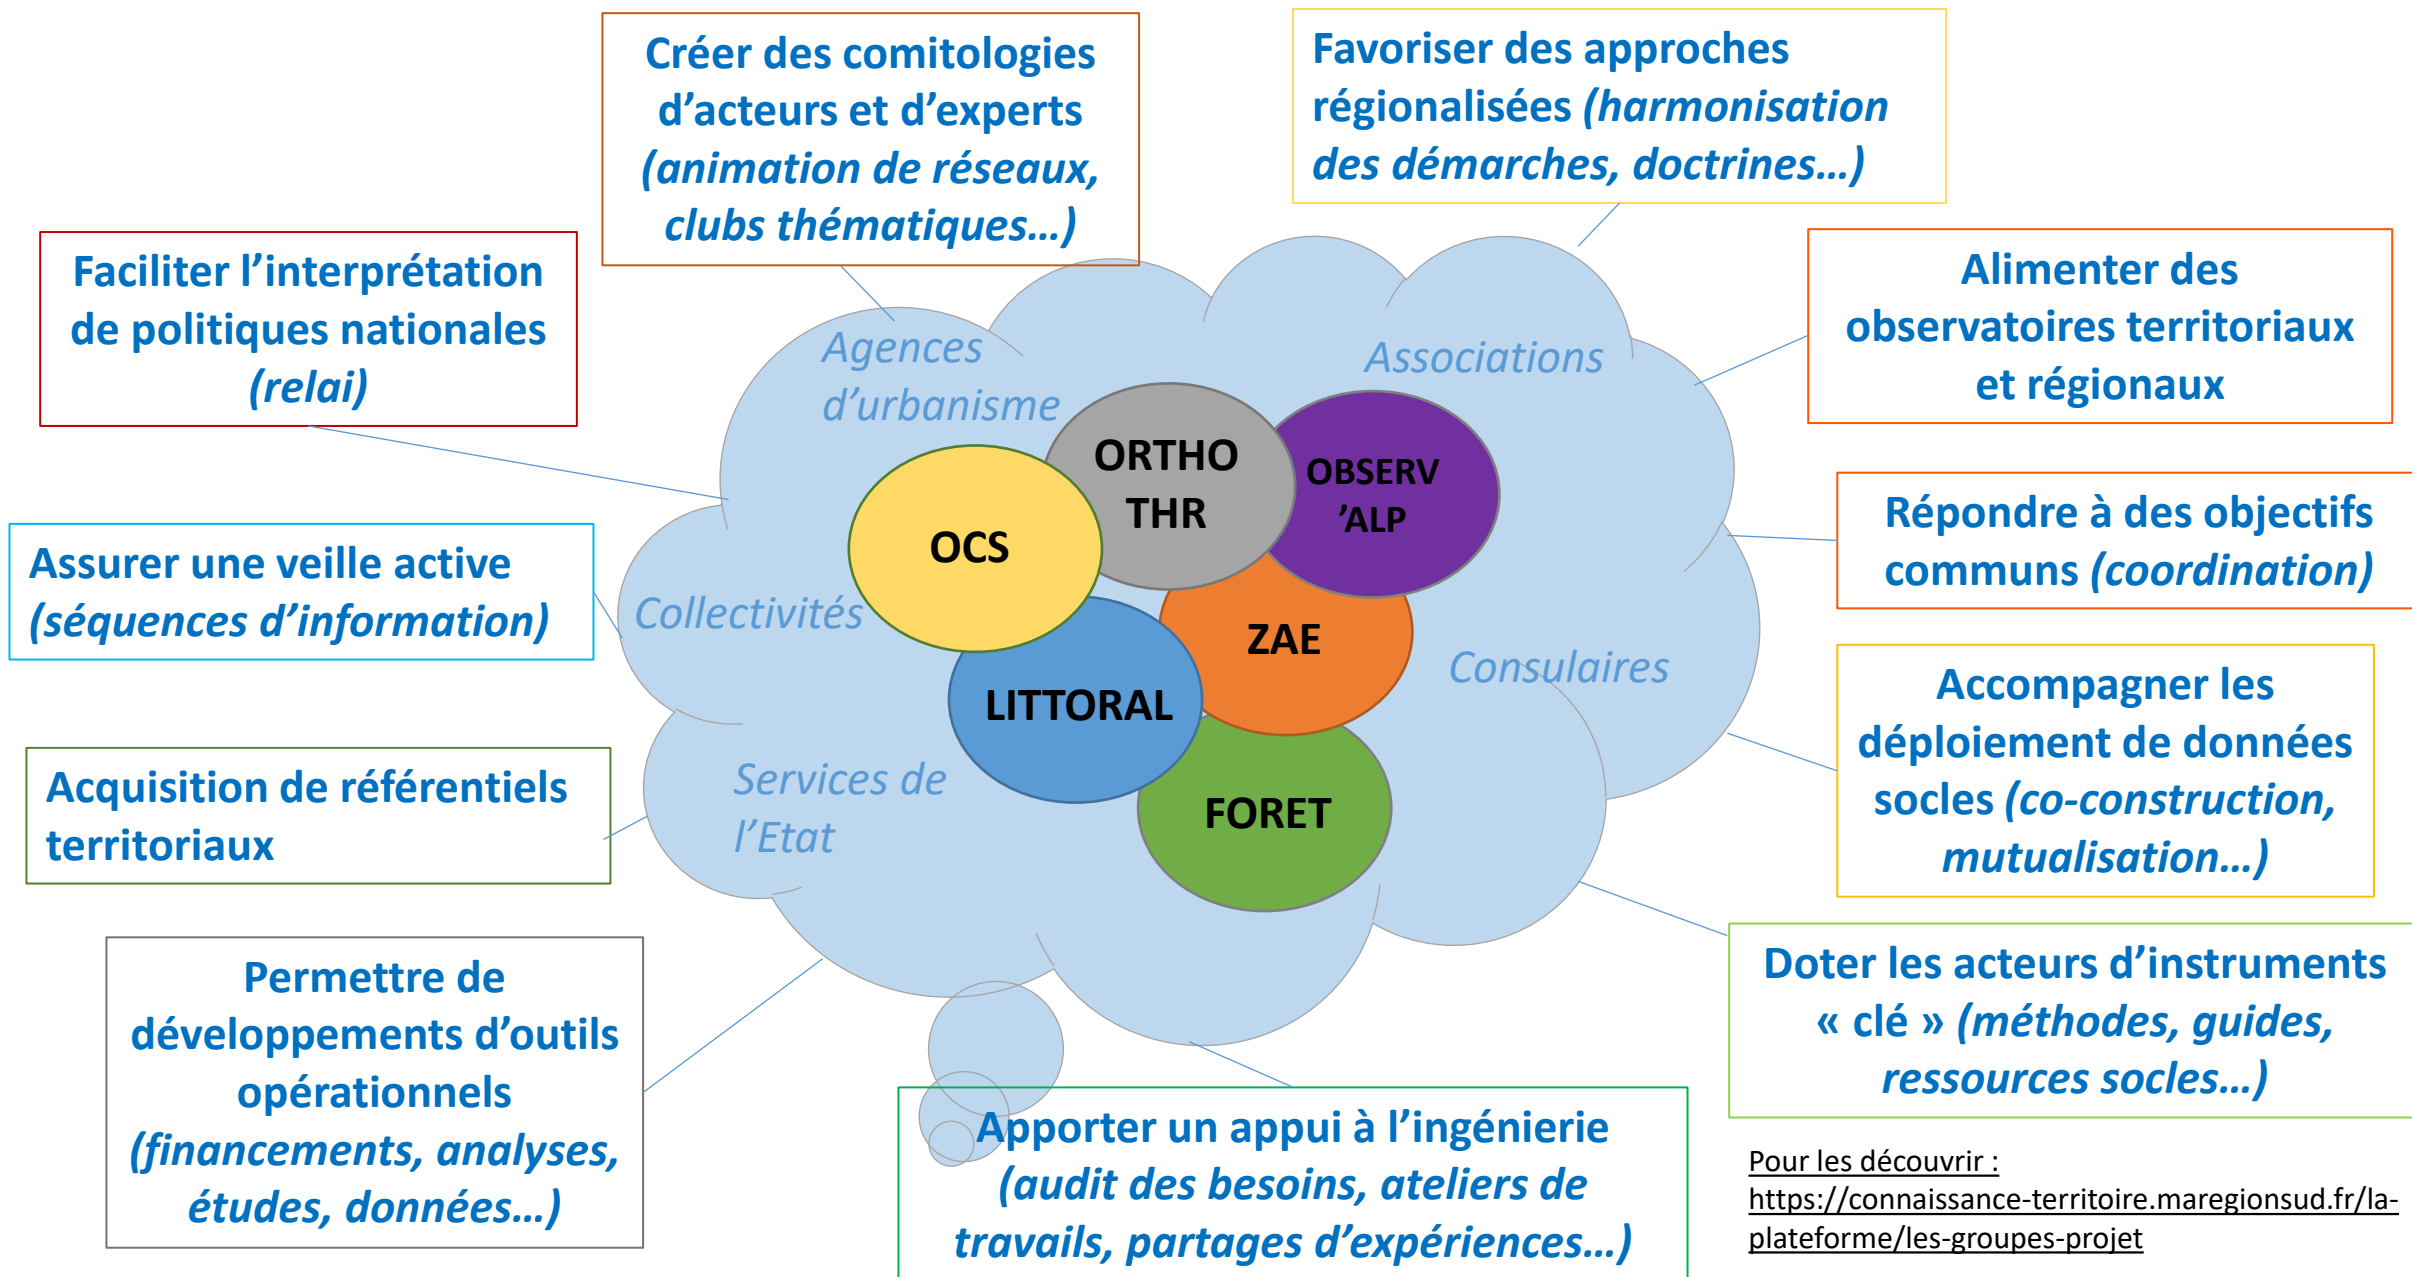 Créer des comitologies
d’acteurs et d’experts
(animation de réseaux,
clubs thématiques…)
Favoriser des approches
régionalisées (harmonisation
des démarches, doctrines…)
Faciliter l’interprétation
de politiques nationales
(relai)
Alimenter des
observatoires territoriaux
et régionaux
Agences
d’urbanisme
Associations
ORTHO
THR
OBSERV
’ALP
OCS
Assurer une veille active
(séquences d’information)
Répondre à des objectifs
communs (coordination)
Collectivités
ZAE
Consulaires
LITTORAL
Accompagner les
déploiement de données
socles (co-construction,
mutualisation…)
Acquisition de référentiels
territoriaux
Services de
l’Etat
FORET
Permettre de
développements d’outils
opérationnels
(financements, analyses,
études, données…)
Doter les acteurs d’instruments
« clé » (méthodes, guides,
ressources socles…)
Apporter un appui à l’ingénierie
(audit des besoins, ateliers de
travails, partages d’expériences…)
Pour les découvrir :
https://connaissance-territoire.maregionsud.fr/la-
plateforme/les-groupes-projet